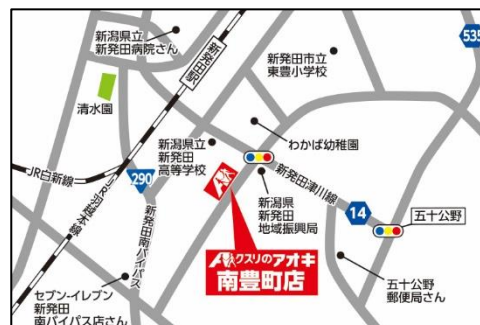 新潟県立
新発田病院さん
新発田駅
新発田市立
東豊小学校
535
清水園
新潟県立
新発田
高等学校
わかば幼稚園
JR白新線
290
JR羽越本線
新発田南バイパス
新潟県
新発田
地域振興局
新発田津川線
14
五十公野
クスリのアオキ
南豊町店
セブン-イレブン
新発田
南バイパス店さん
五十公野
郵便局さん